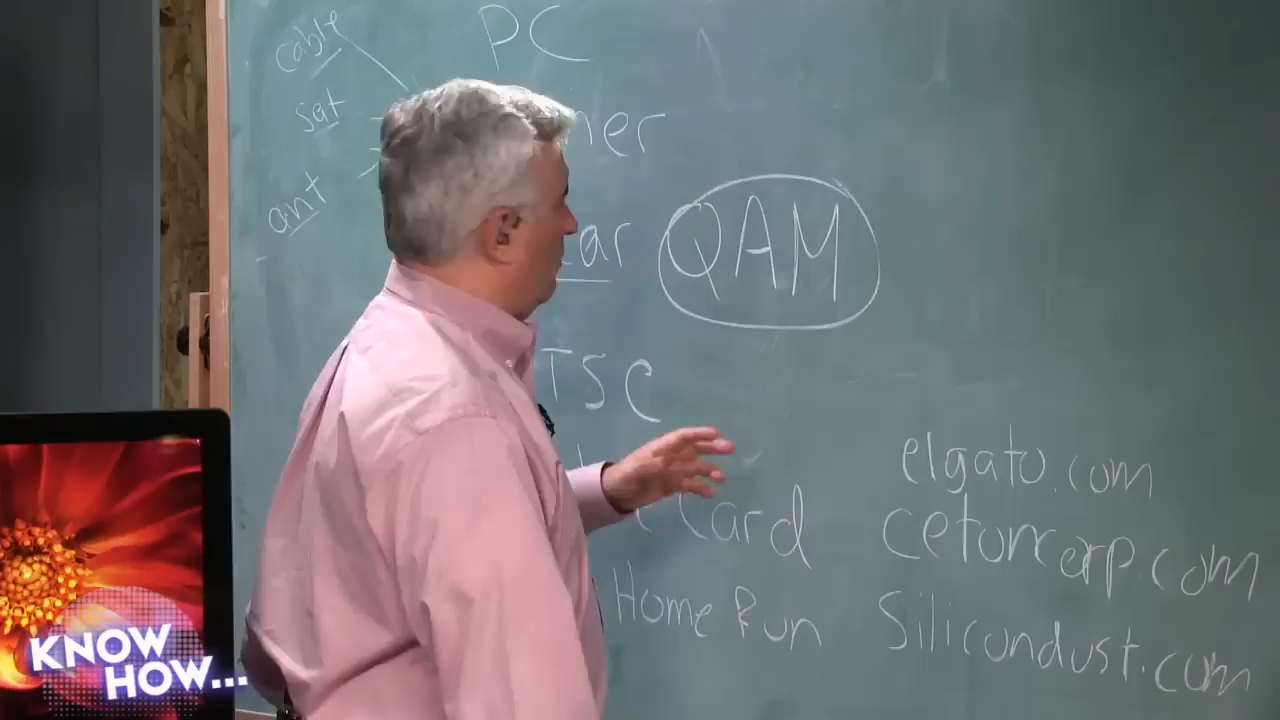 cable
PC
sat
ner
ant
ar QAM
TSC
elgato.com
Card cetoncorp.com
Home Run Silicondust.com
KNOW
HOW...